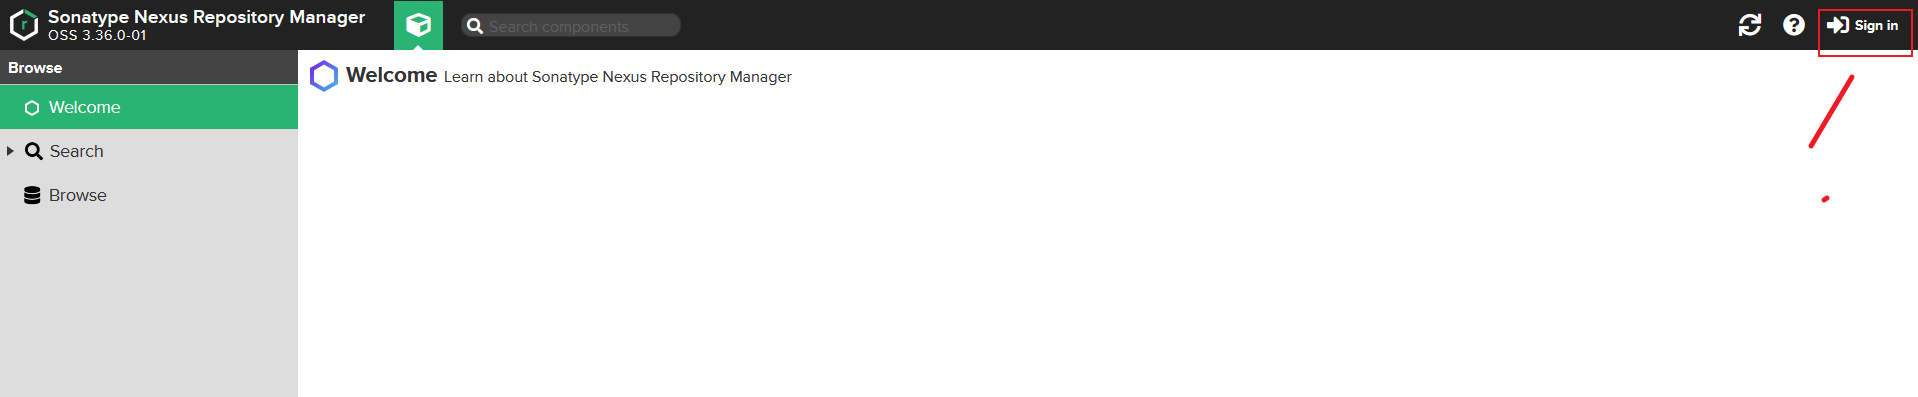 Sonatype Nexus Repository Manager
OSS 3.36.0-01
Search components
Sign in
Browse
Welcome
Search
Browse
Welcome Learn about Sonatype Nexus Repository Manager